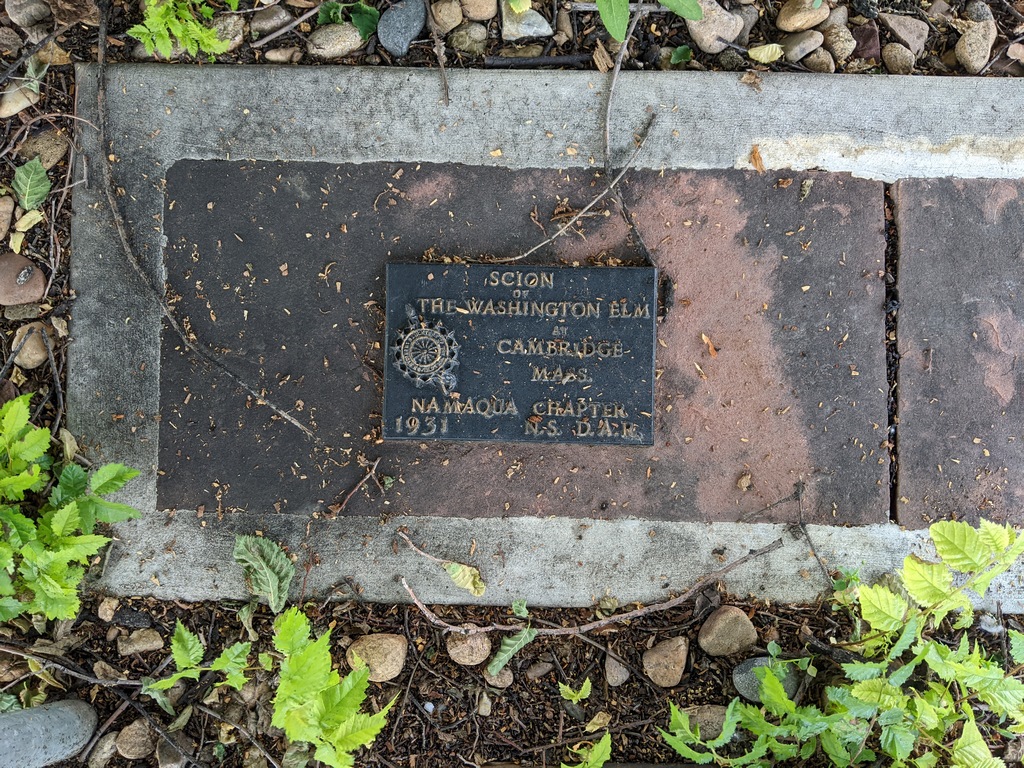 SCION
OF
THE WASHINGTON ELM
AT
CAMBRIDGE
MASS.
NAMAQUA CHAPTER
1931 N.S. D.A.R.